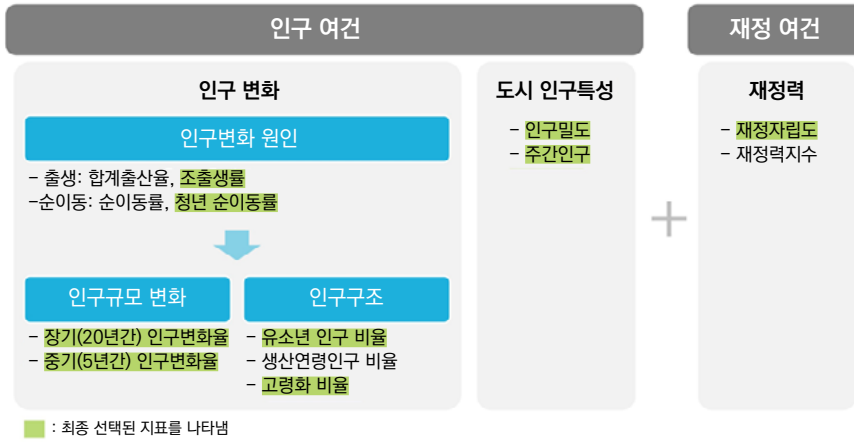 인구 여건
재정 여건
인구 변화
인구변화 원인
- 출생: 합계출산율, 조출생률
-순이동: 순이동률, 청년 순이동률
인구규모 변화
- 장기(20년간) 인구변화율
- 중기(5년간) 인구변화율
인구구조
- 유소년 인구 비율
- 생산연령인구 비율
- 고령화 비율
도시 인구특성
- 인구밀도
- 주간인구
+
재정력
- 재정자립도
- 재정력지수
: 최종 선택된 지표를 나타냄